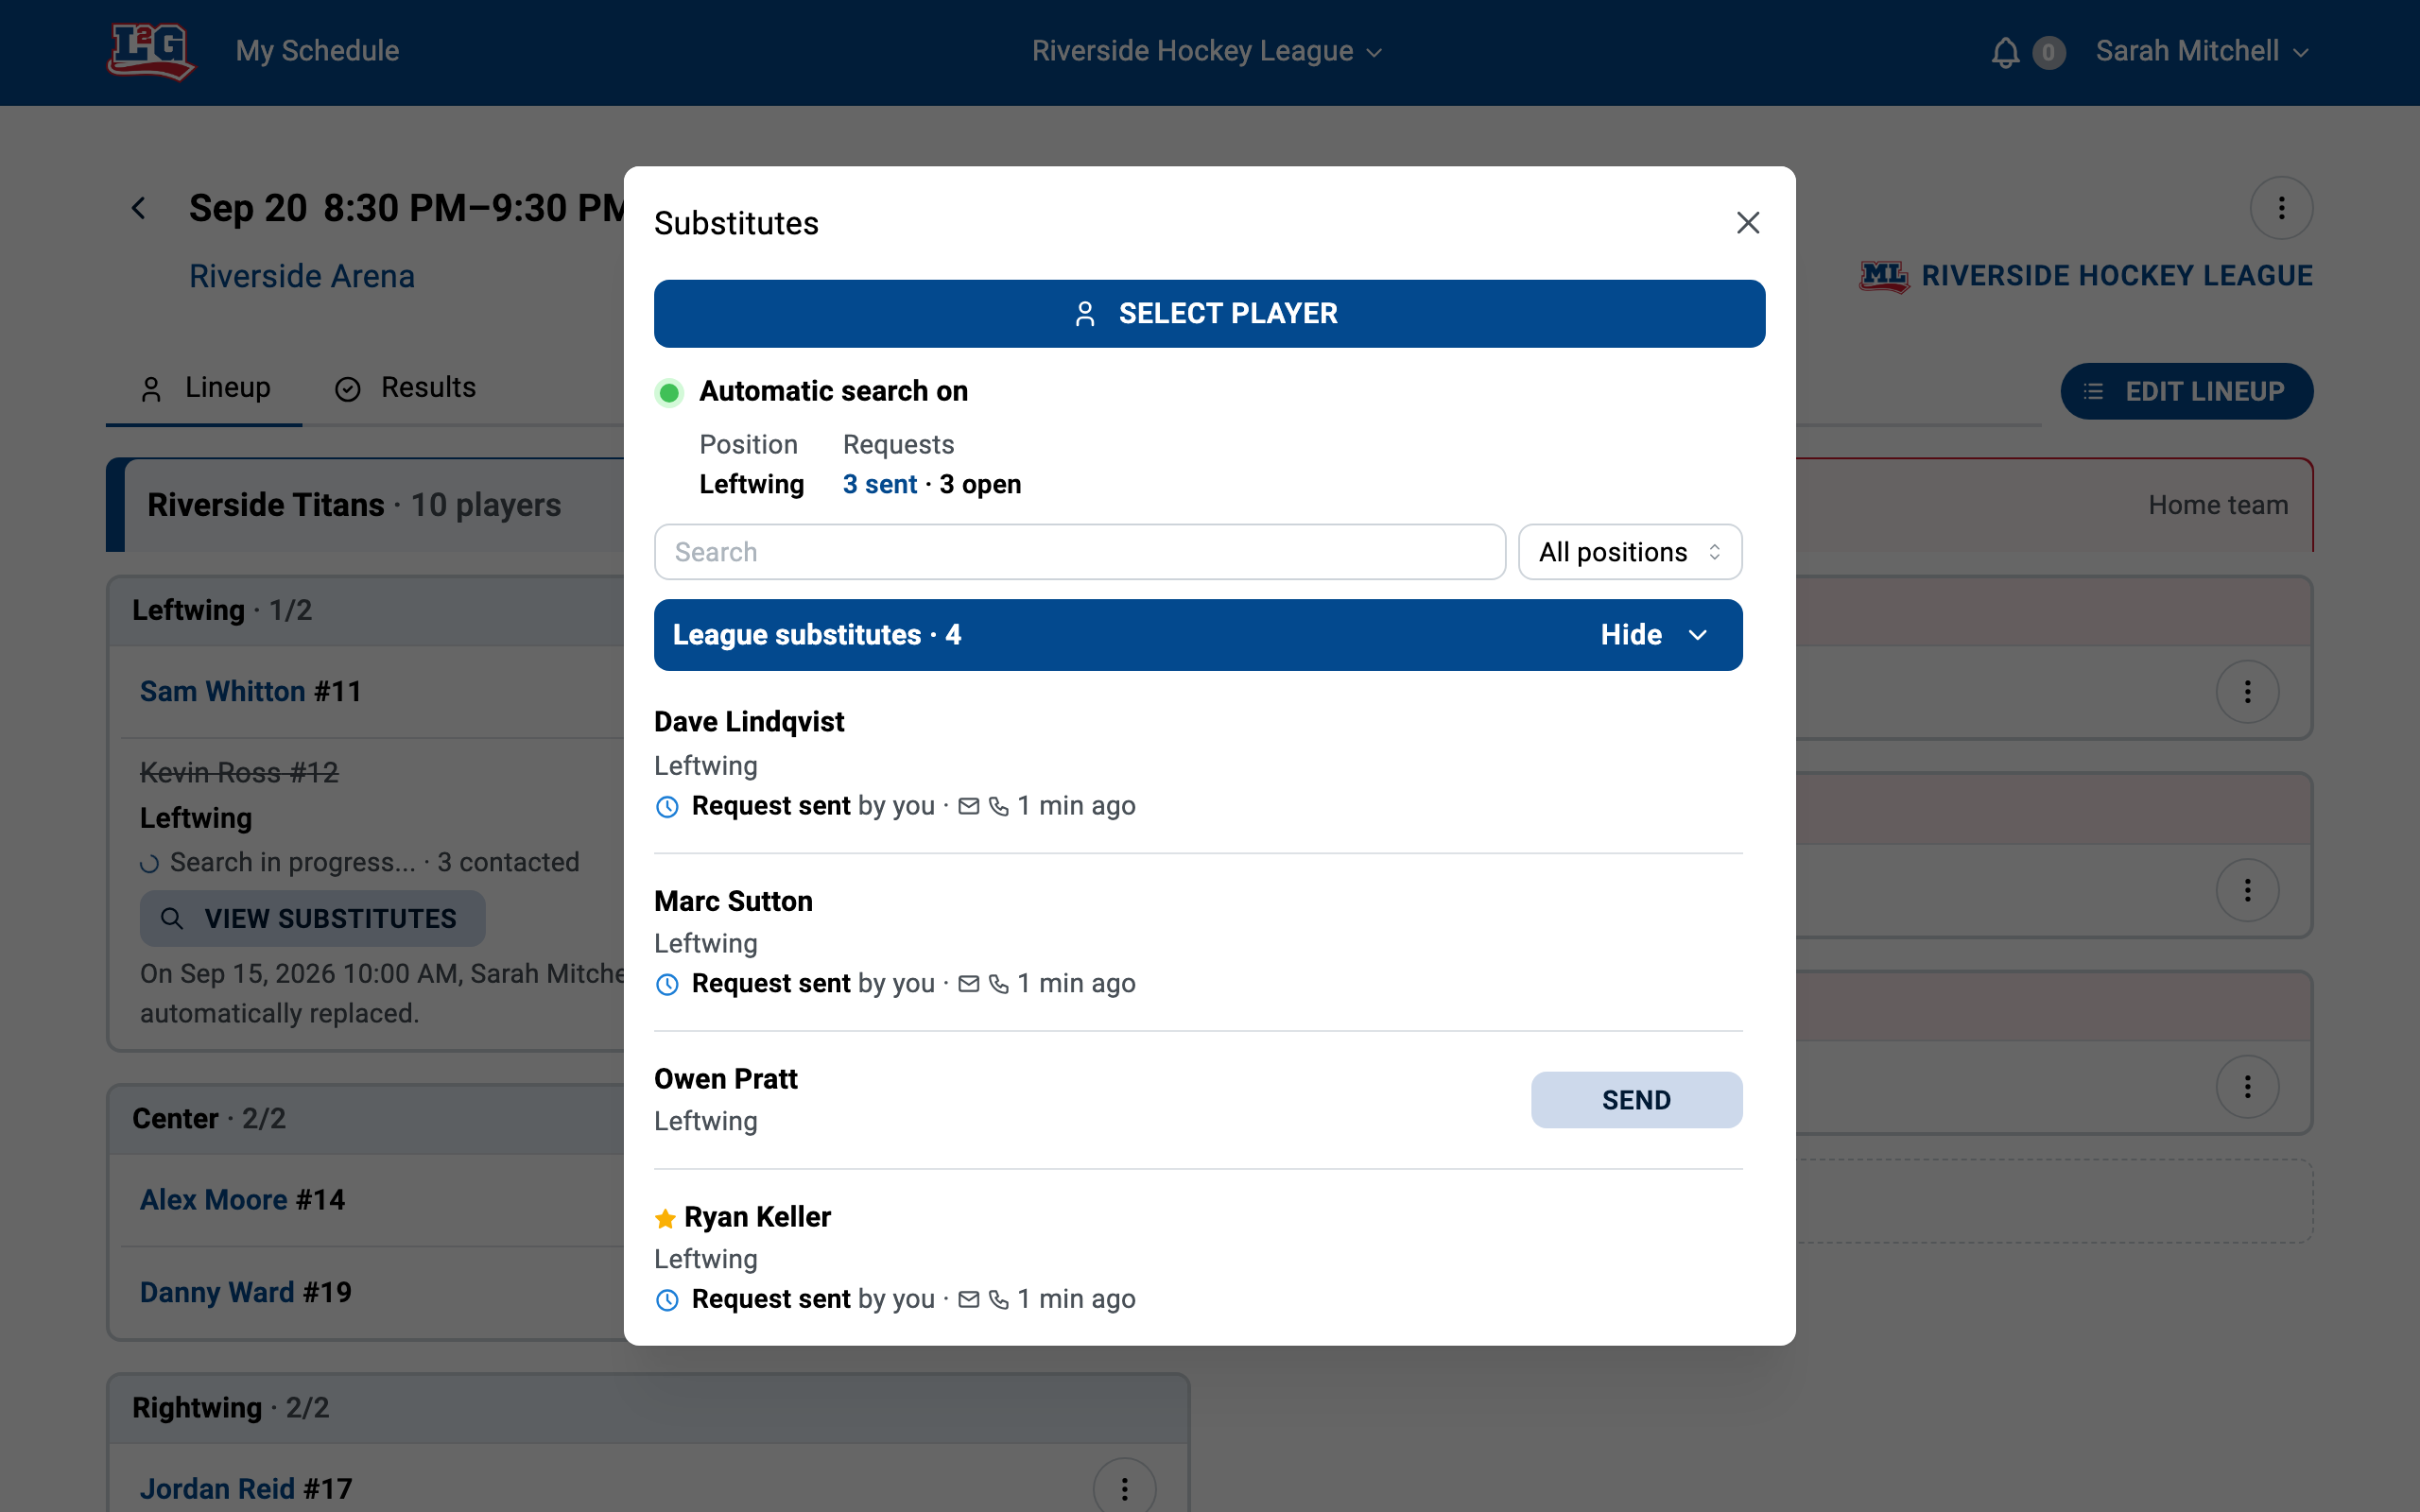 L2G
My Schedule
Riverside Hockey League
0
Sarah Mitchell
Sep 20 8:30 PM–9:30 PM
Riverside Arena
ML RIVERSIDE HOCKEY LEAGUE
Lineup
Results
EDIT LINEUP
Riverside Titans · 10 players
Home team
Leftwing · 1/2
Sam Whitton #11
Kevin Ross #12
Leftwing
Search in progress... · 3 contacted
VIEW SUBSTITUTES
On Sep 15, 2026 10:00 AM, Sarah Mitche
automatically replaced.
Center · 2/2
Alex Moore #14
Danny Ward #19
Rightwing · 2/2
Jordan Reid #17
Substitutes
SELECT PLAYER
Automatic search on
Position Requests
Leftwing 3 sent · 3 open
Search
All positions
League substitutes · 4
Hide
Dave Lindqvist
Leftwing
Request sent by you · 1 min ago
Marc Sutton
Leftwing
Request sent by you · 1 min ago
Owen Pratt
Leftwing
SEND
Ryan Keller
Leftwing
Request sent by you · 1 min ago